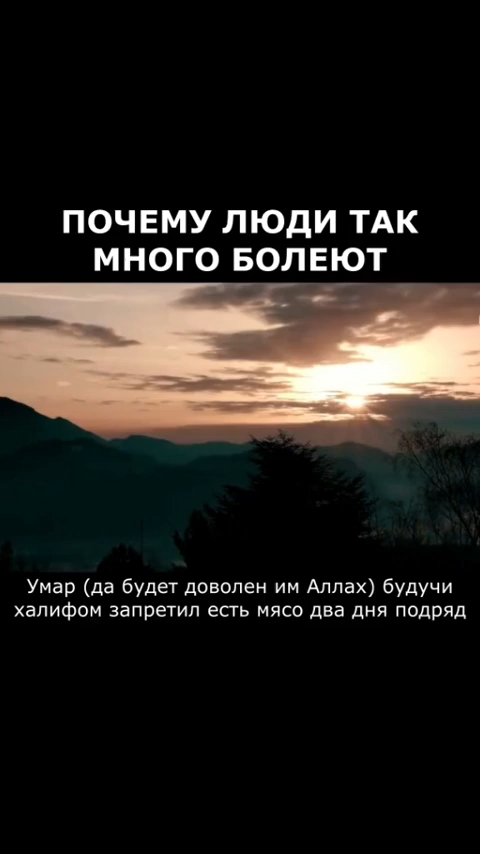 ПОЧЕМУ ЛЮДИ ТАК
МНОГО БОЛЕЮТ
Умар (да будет доволен им Аллах) будучи
халифом запретил есть мясо два дня подряд